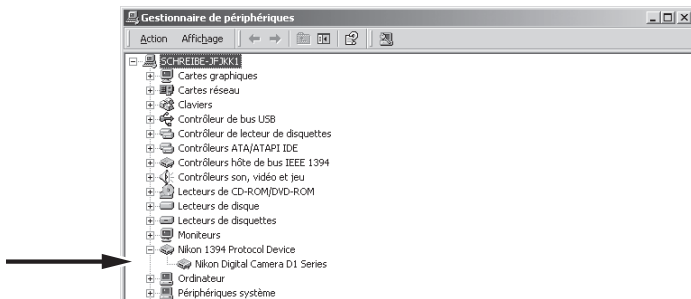 Gestionnaire de périphériques
Action Affichage
SCHREIBE-JFJKK1
Cartes graphiques
Cartes réseau
Claviers
Contrôleur de bus USB
Contrôleur de lecteur de disquettes
Contrôleurs ATA/ATAPI IDE
Contrôleurs hôte de bus IEEE 1394
Contrôleurs son, vidéo et jeu
Lecteurs de CD-ROM/DVD-ROM
Lecteurs de disque
Lecteurs de disquettes
Moniteurs
Nikon 1394 Protocol Device
Nikon Digital Camera D1 Series
Ordinateur
Périphériques système